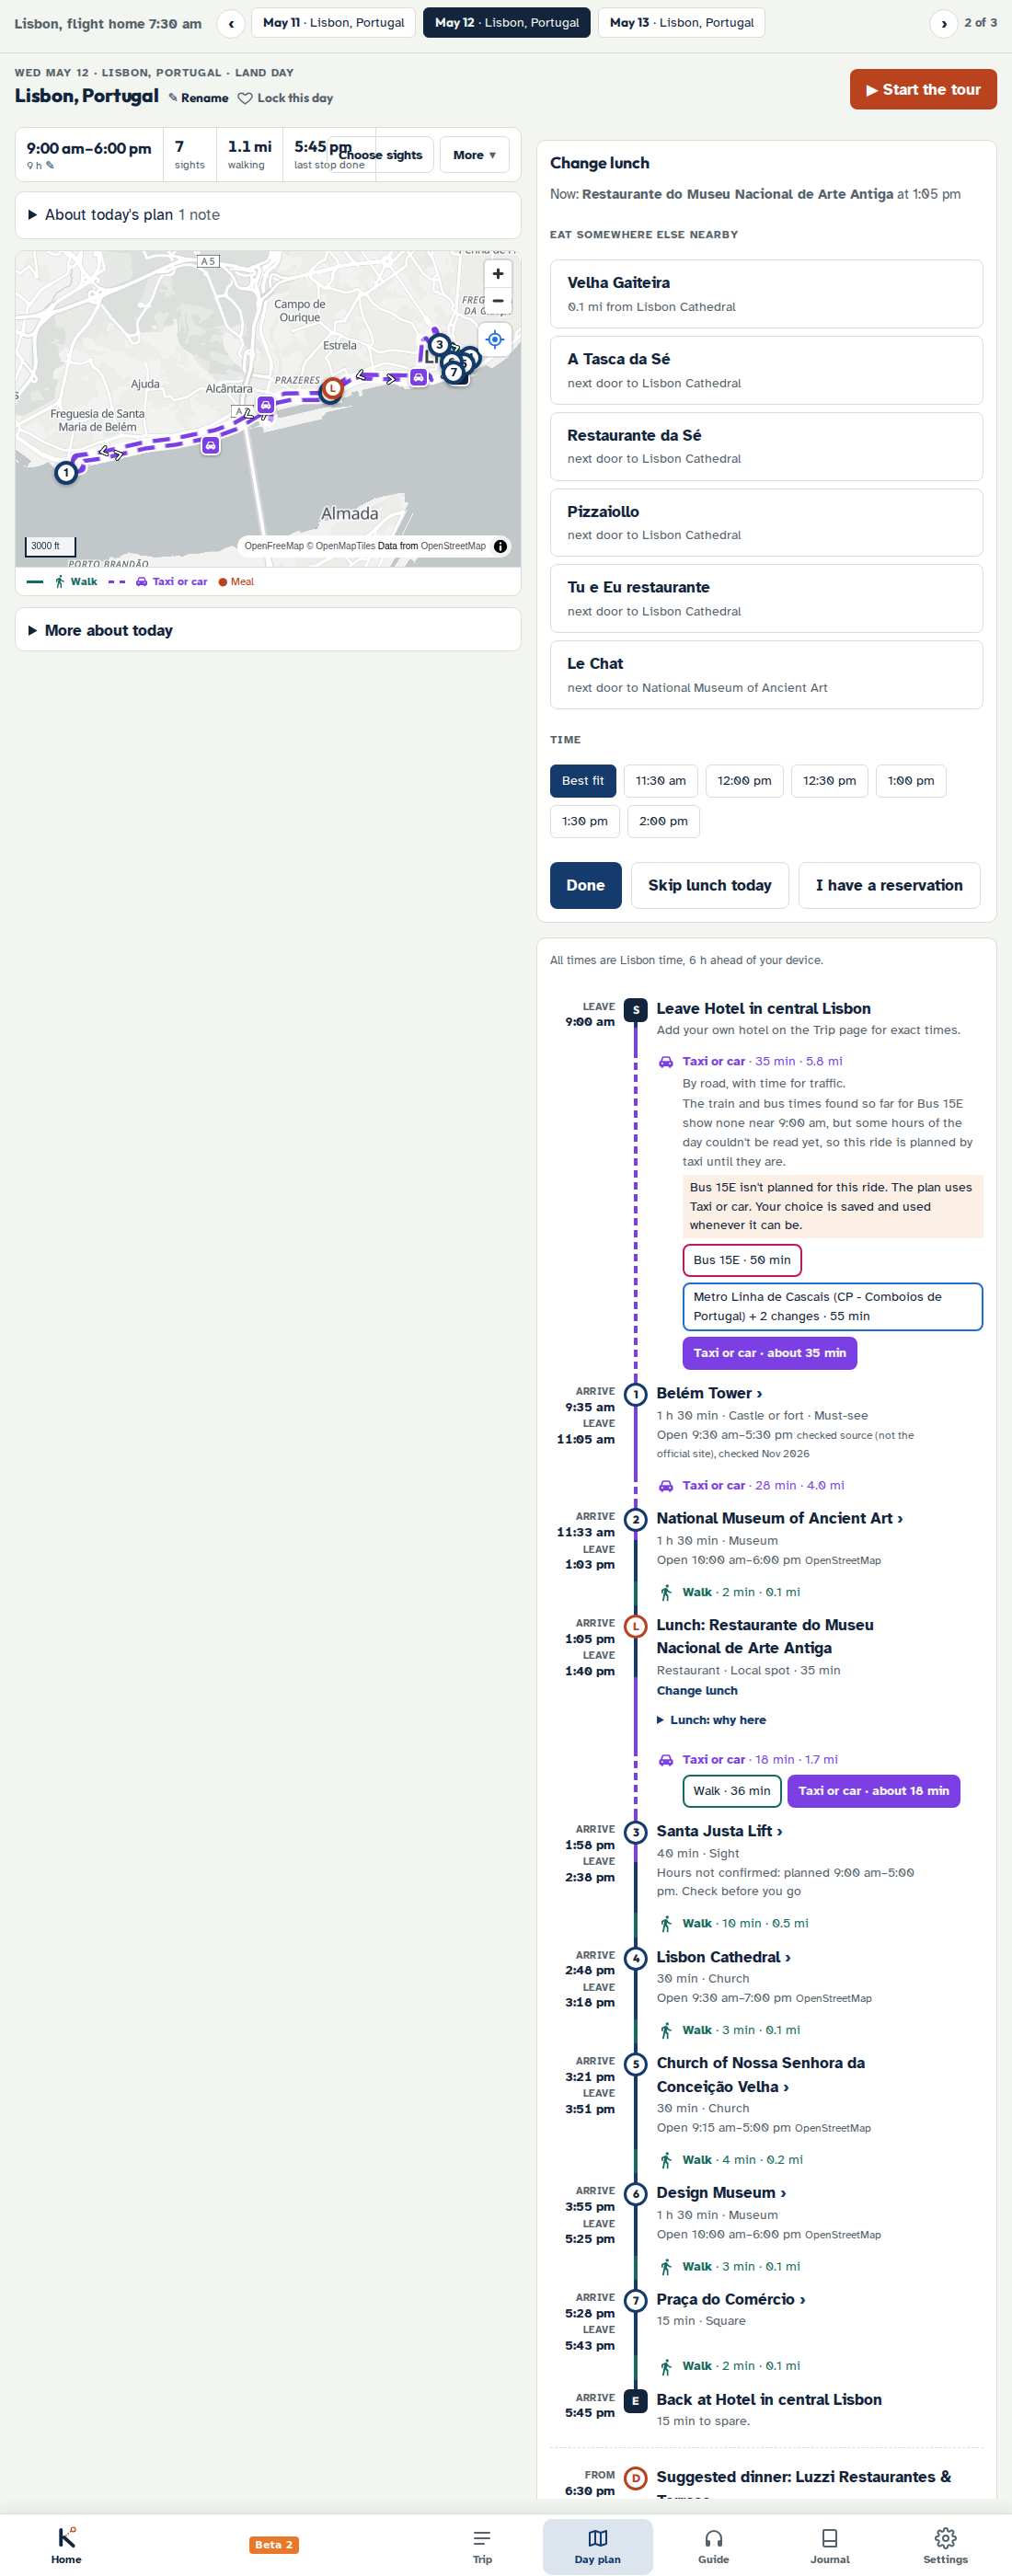 Lisbon, flight home 7:30 am
‹
May 11 · Lisbon, Portugal
May 12 · Lisbon, Portugal
May 13 · Lisbon, Portugal
›
2 of 3
WED MAY 12 · LISBON, PORTUGAL · LAND DAY
Lisbon, Portugal
✎ Rename
Lock this day
▶ Start the tour
9:00 am–6:00 pm
9 h ✎
7
sights
1.1 mi
walking
5:45 pm
last stop done
Choose sights
More ▾
▶ About today's plan 1 note
A 5
Campo de
Ourique
Estrela
Ajuda
Alcântara
PRAZERES
Freguesia de Santa
Maria de Belém
Almada
3
7
L
1
+
−
3000 ft
PORTO BRANDÃO
OpenFreeMap © OpenMapTiles Data from OpenStreetMap
Walk
Taxi or car
Meal
▶ More about today
Change lunch
Now: Restaurante do Museu Nacional de Arte Antiga at 1:05 pm
EAT SOMEWHERE ELSE NEARBY
Velha Gaiteira
0.1 mi from Lisbon Cathedral
A Tasca da Sé
next door to Lisbon Cathedral
Restaurante da Sé
next door to Lisbon Cathedral
Pizzaiollo
next door to Lisbon Cathedral
Tu e Eu restaurante
next door to Lisbon Cathedral
Le Chat
next door to National Museum of Ancient Art
TIME
Best fit
11:30 am
12:00 pm
12:30 pm
1:00 pm
1:30 pm
2:00 pm
Done
Skip lunch today
I have a reservation
All times are Lisbon time, 6 h ahead of your device.
LEAVE
9:00 am
S
Leave Hotel in central Lisbon
Add your own hotel on the Trip page for exact times.
Taxi or car · 35 min · 5.8 mi
By road, with time for traffic.
The train and bus times found so far for Bus 15E
show none near 9:00 am, but some hours of the
day couldn't be read yet, so this ride is planned by
taxi until they are.
Bus 15E isn't planned for this ride. The plan uses
Taxi or car. Your choice is saved and used
whenever it can be.
Bus 15E · 50 min
Metro Linha de Cascais (CP - Comboios de
Portugal) + 2 changes · 55 min
Taxi or car · about 35 min
ARRIVE
9:35 am
LEAVE
11:05 am
1
Belém Tower ›
1 h 30 min · Castle or fort · Must-see
Open 9:30 am–5:30 pm checked source (not the
official site), checked Nov 2026
Taxi or car · 28 min · 4.0 mi
ARRIVE
11:33 am
LEAVE
1:03 pm
2
National Museum of Ancient Art ›
1 h 30 min · Museum
Open 10:00 am–6:00 pm OpenStreetMap
Walk · 2 min · 0.1 mi
ARRIVE
1:05 pm
LEAVE
1:40 pm
L
Lunch: Restaurante do Museu
Nacional de Arte Antiga
Restaurant · Local spot · 35 min
Change lunch
▶ Lunch: why here
Taxi or car · 18 min · 1.7 mi
Walk · 36 min
Taxi or car · about 18 min
ARRIVE
1:58 pm
LEAVE
2:38 pm
3
Santa Justa Lift ›
40 min · Sight
Hours not confirmed: planned 9:00 am–5:00
pm. Check before you go
Walk · 10 min · 0.5 mi
ARRIVE
2:48 pm
LEAVE
3:18 pm
4
Lisbon Cathedral ›
30 min · Church
Open 9:30 am–7:00 pm OpenStreetMap
Walk · 3 min · 0.1 mi
ARRIVE
3:21 pm
LEAVE
3:51 pm
5
Church of Nossa Senhora da
Conceição Velha ›
30 min · Church
Open 9:15 am–5:00 pm OpenStreetMap
Walk · 4 min · 0.2 mi
ARRIVE
3:55 pm
LEAVE
5:25 pm
6
Design Museum ›
1 h 30 min · Museum
Open 10:00 am–6:00 pm OpenStreetMap
Walk · 3 min · 0.1 mi
ARRIVE
5:28 pm
LEAVE
5:43 pm
7
Praça do Comércio ›
15 min · Square
Walk · 2 min · 0.1 mi
ARRIVE
5:45 pm
E
Back at Hotel in central Lisbon
15 min to spare.
FROM
6:30 pm
D
Suggested dinner: Luzzi Restaurantes &
Home
Beta 2
Trip
Day plan
Guide
Journal
Settings